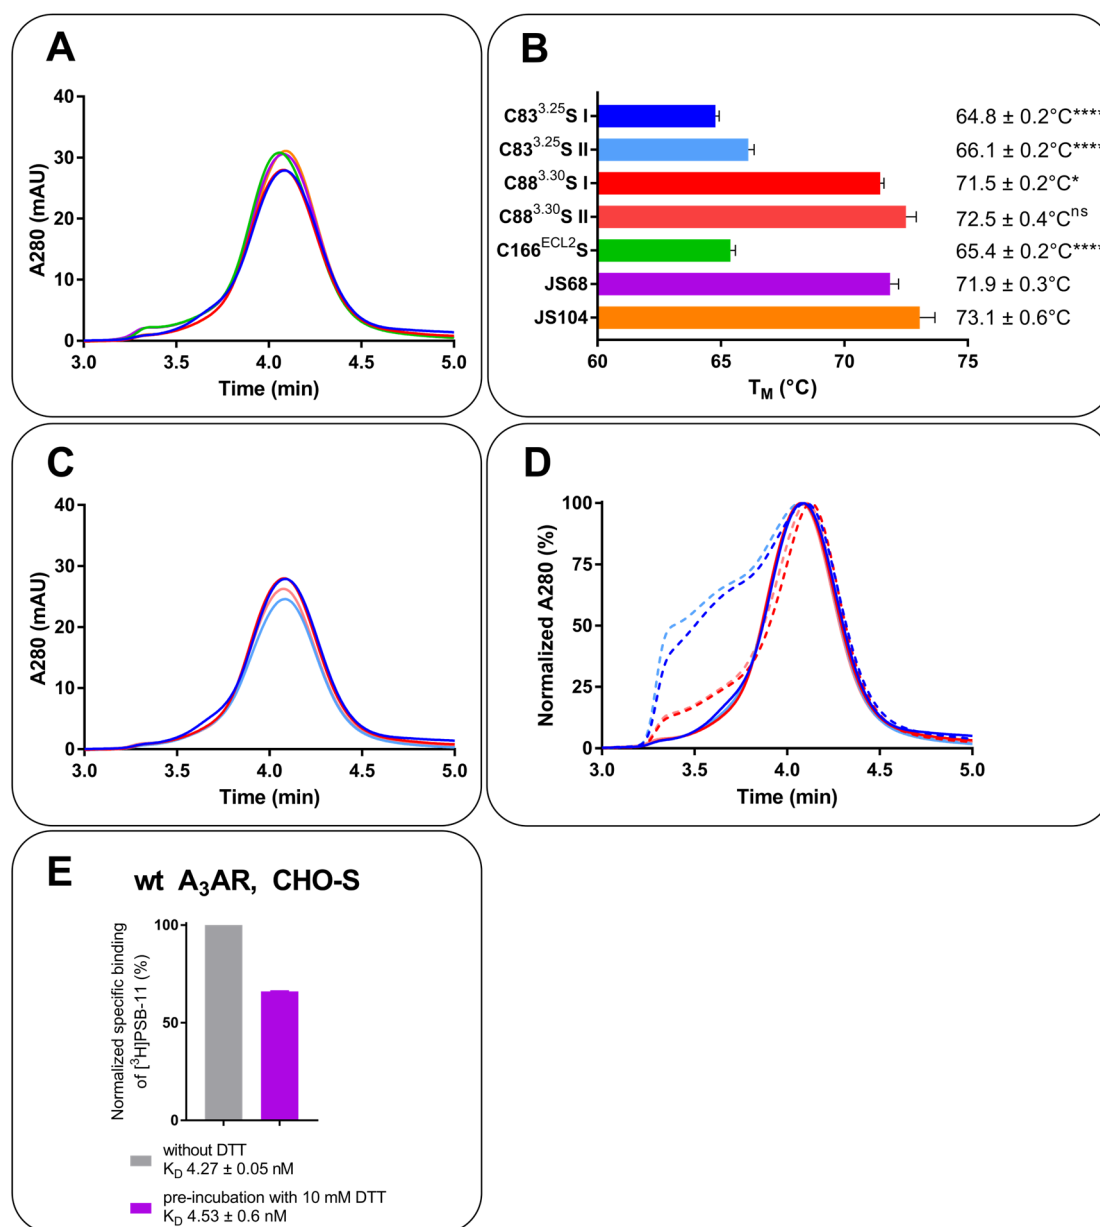 A
A280 (mAU)
40
30
20
10
0
3.0 3.5 4.0 4.5 5.0
Time (min)
B
C83^3.25S I 64.8 ± 0.2°C****
C83^3.25S II 66.1 ± 0.2°C****
C88^3.30S I 71.5 ± 0.2°C*
C88^3.30S II 72.5 ± 0.4°C^ns
C166^ECL2S 65.4 ± 0.2°C****
JS68 71.9 ± 0.3°C
JS104 73.1 ± 0.6°C
60 65 70 75
T_M (°C)
C
A280 (mAU)
40
30
20
10
0
3.0 3.5 4.0 4.5 5.0
Time (min)
D
Normalized A280 (%)
100
75
50
25
0
3.0 3.5 4.0 4.5 5.0
Time (min)
E
wt A₃AR, CHO-S
Normalized specific binding
of [³H]PSB-11 (%)
100
50
0
without DTT
K_D 4.27 ± 0.05 nM
pre-incubation with 10 mM DTT
K_D 4.53 ± 0.6 nM